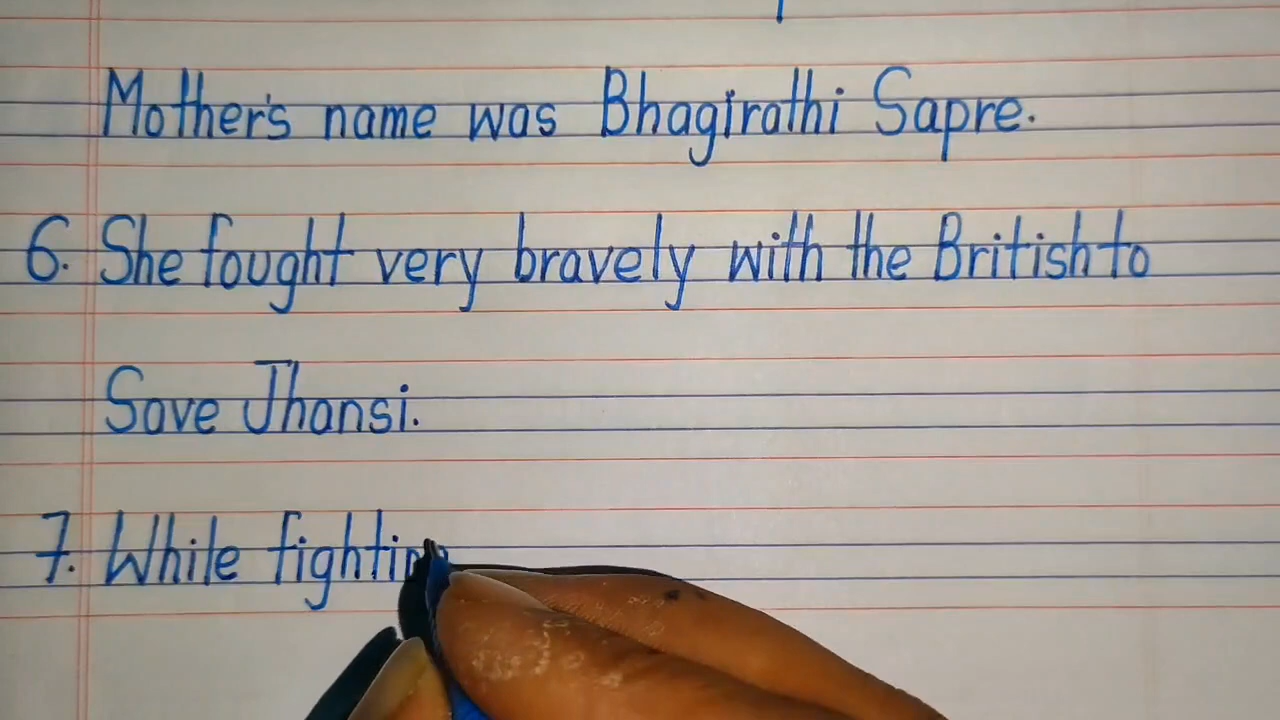 Mother's name was Bhagirathi Sapre.
6. She fought very bravely with the British to
Save Jhansi.
7. While fightin